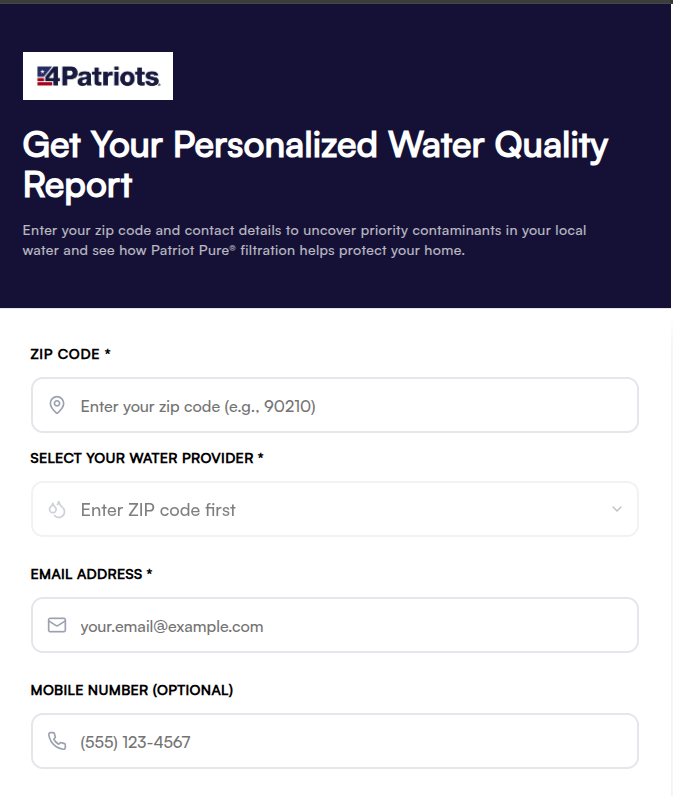 4Patriots.
Get Your Personalized Water Quality
Report
Enter your zip code and contact details to uncover priority contaminants in your local
water and see how Patriot Pure® filtration helps protect your home.
ZIP CODE *
Enter your zip code (e.g., 90210)
SELECT YOUR WATER PROVIDER *
Enter ZIP code first
EMAIL ADDRESS *
your.email@example.com
MOBILE NUMBER (OPTIONAL)
(555) 123-4567